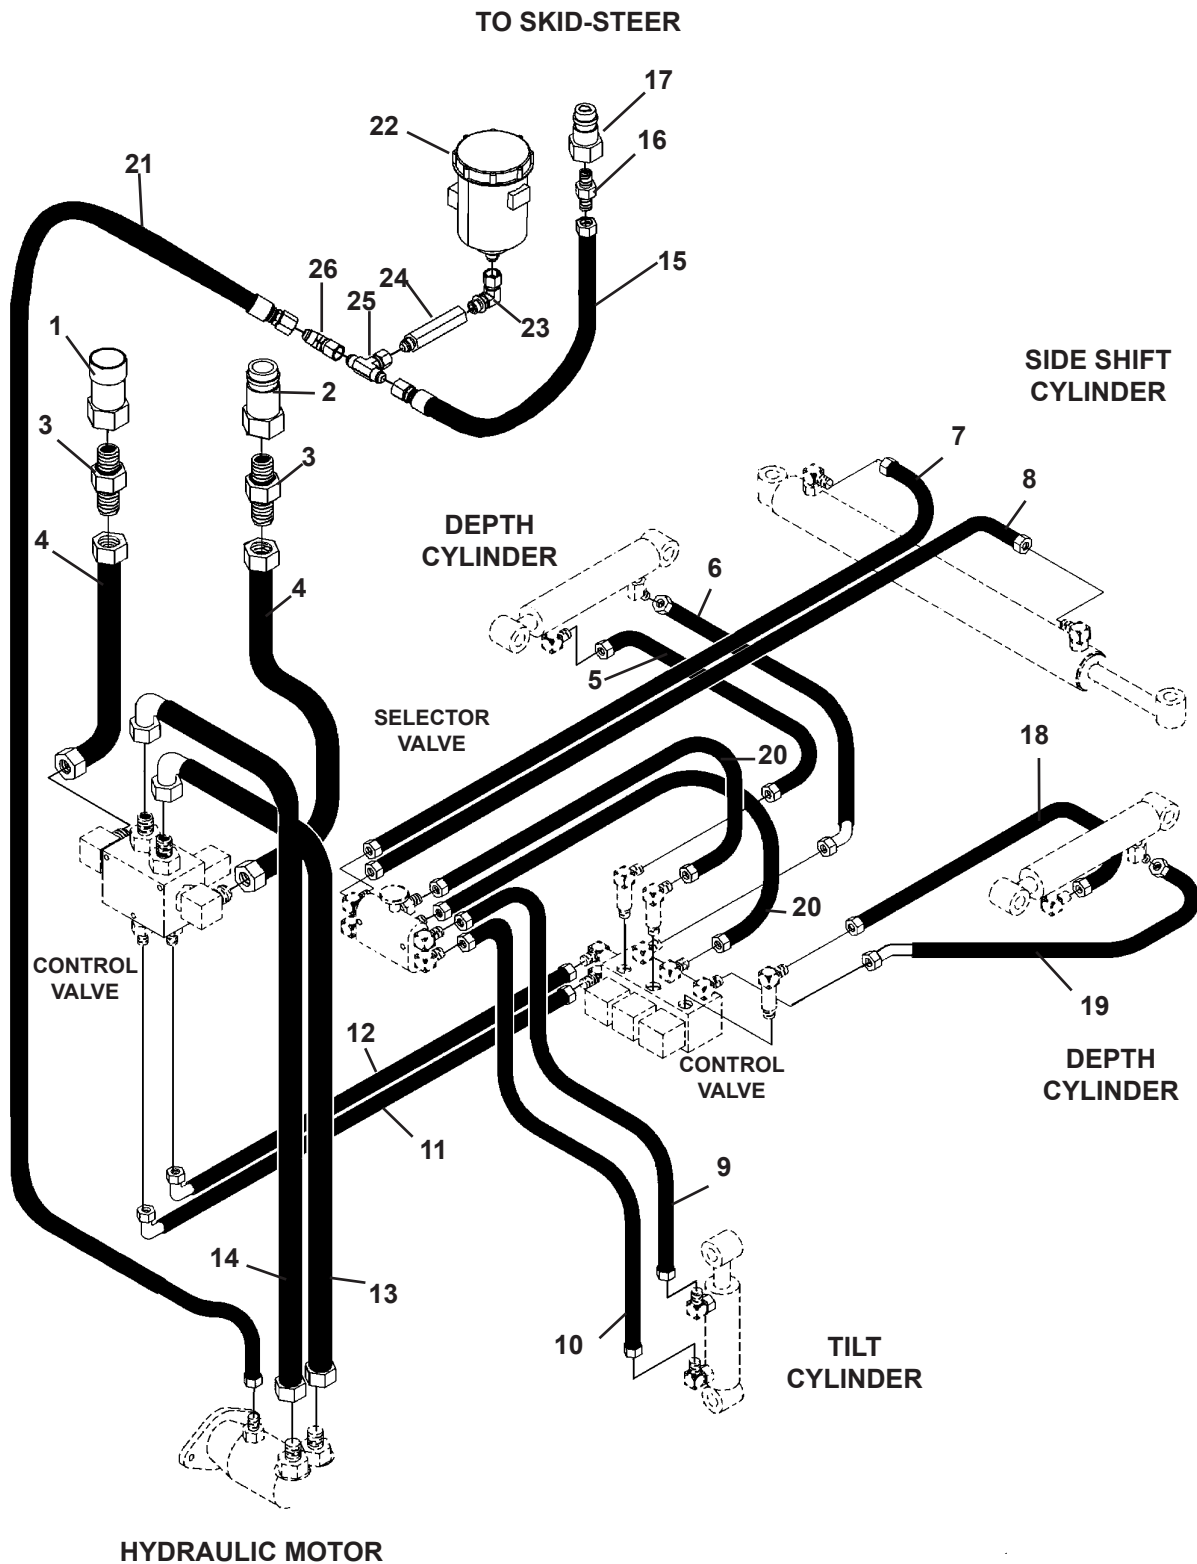 TO SKID-STEER
17
22
16
21
15
26
24
25
23
1
2
SIDE SHIFT
CYLINDER
3
3
7
8
DEPTH
CYLINDER
4
4
6
5
SELECTOR
VALVE
20
18
20
CONTROL
VALVE
19
12
CONTROL
VALVE
DEPTH
CYLINDER
11
9
14
13
10
TILT
CYLINDER
HYDRAULIC MOTOR